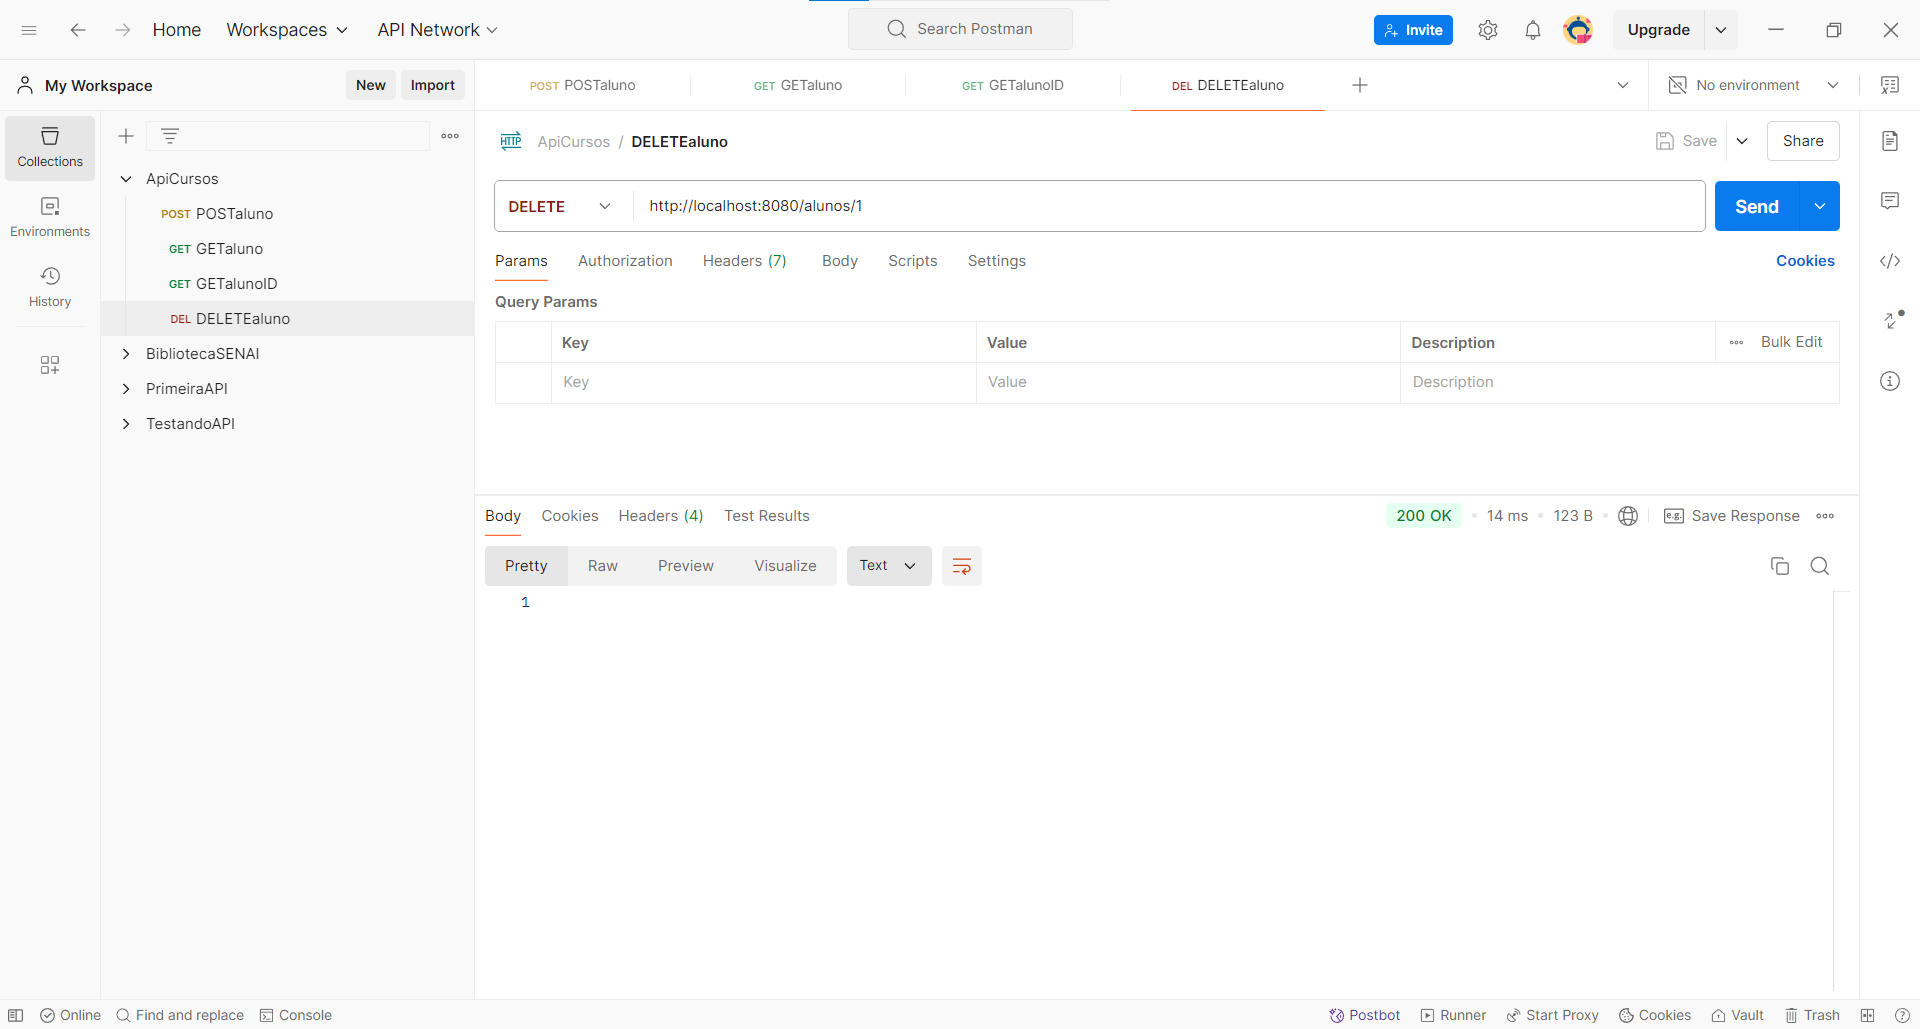 Home Workspaces API Network Search Postman Invite Upgrade
My Workspace New Import POST POSTaluno GET GETaluno GET GETalunoID DEL DELETEaluno No environment
Collections
Environments
History
ApiCursos
POST POSTaluno
GET GETaluno
GET GETalunoID
DEL DELETEaluno
BibliotecaSENAI
PrimeiraAPI
TestandoAPI
HTTP ApiCursos / DELETEaluno Save Share
DELETE http://localhost:8080/alunos/1 Send
Params Authorization Headers (7) Body Scripts Settings Cookies
Query Params
Key Value Description Bulk Edit
Key Value Description
Body Cookies Headers (4) Test Results 200 OK 14 ms 123 B e.g. Save Response
Pretty Raw Preview Visualize Text
1
Online Find and replace Console Postbot Runner Start Proxy Cookies Vault Trash